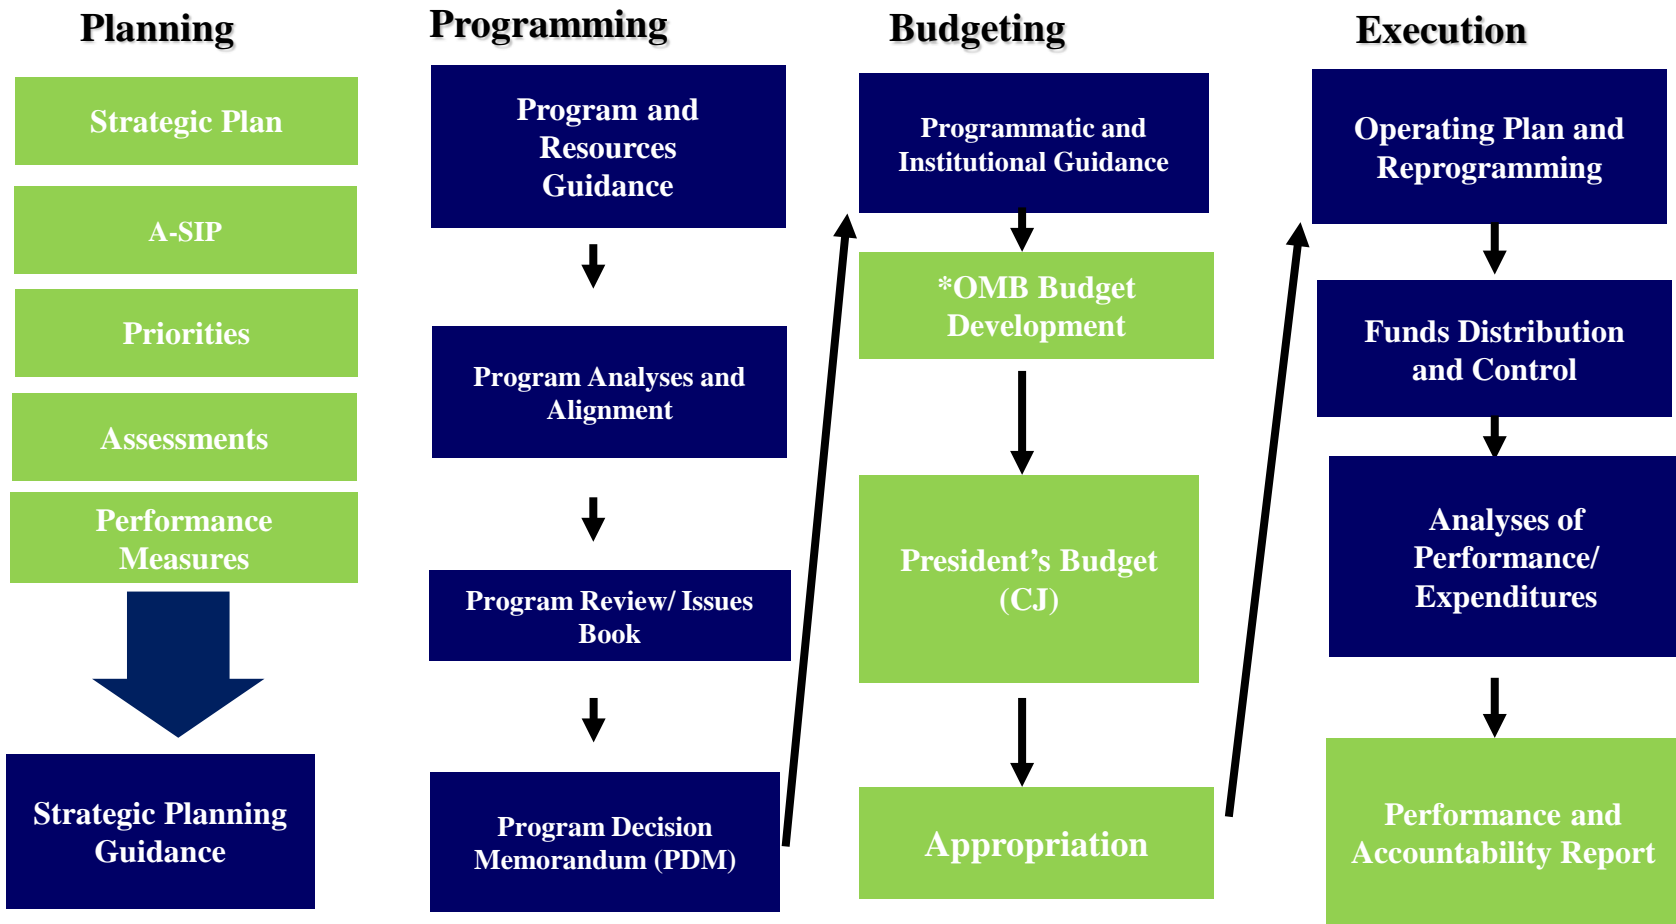 Planning
Strategic Plan
A-SIP
Priorities
Assessments
Performance
Measures
Strategic Planning
Guidance
Programming
Program and
Resources
Guidance
Program Analyses and
Alignment
Program Review/ Issues
Book
Program Decision
Memorandum (PDM)
Budgeting
Programmatic and
Institutional Guidance
*OMB Budget
Development
President’s Budget
(CJ)
Appropriation
Execution
Operating Plan and
Reprogramming
Funds Distribution
and Control
Analyses of
Performance/
Expenditures
Performance and
Accountability Report